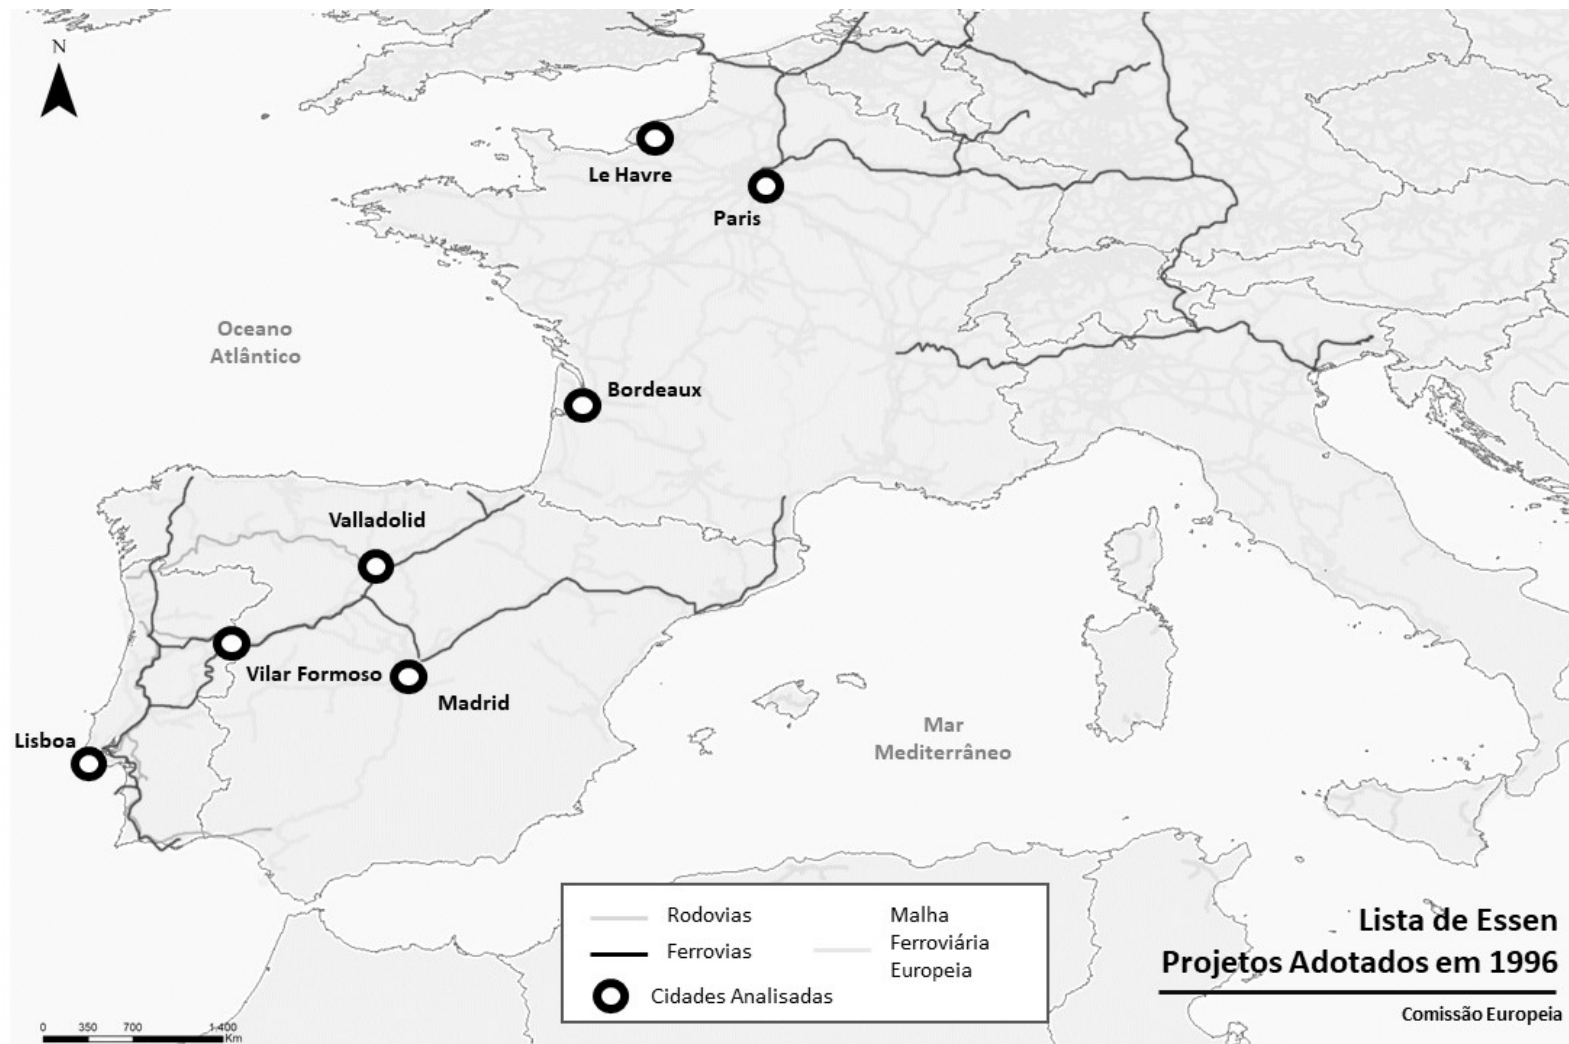 N
Le Havre
Paris
Oceano
Atlântico
Bordeaux
Valladolid
Vilar Formoso
Madrid
Lisboa
Mar
Mediterrâneo
Rodovias
Ferrovias
Malha
Ferroviária
Europeia
Cidades Analisadas
Lista de Essen
Projetos Adotados em 1996
Comissão Europeia
0 350 700 1.400
Km